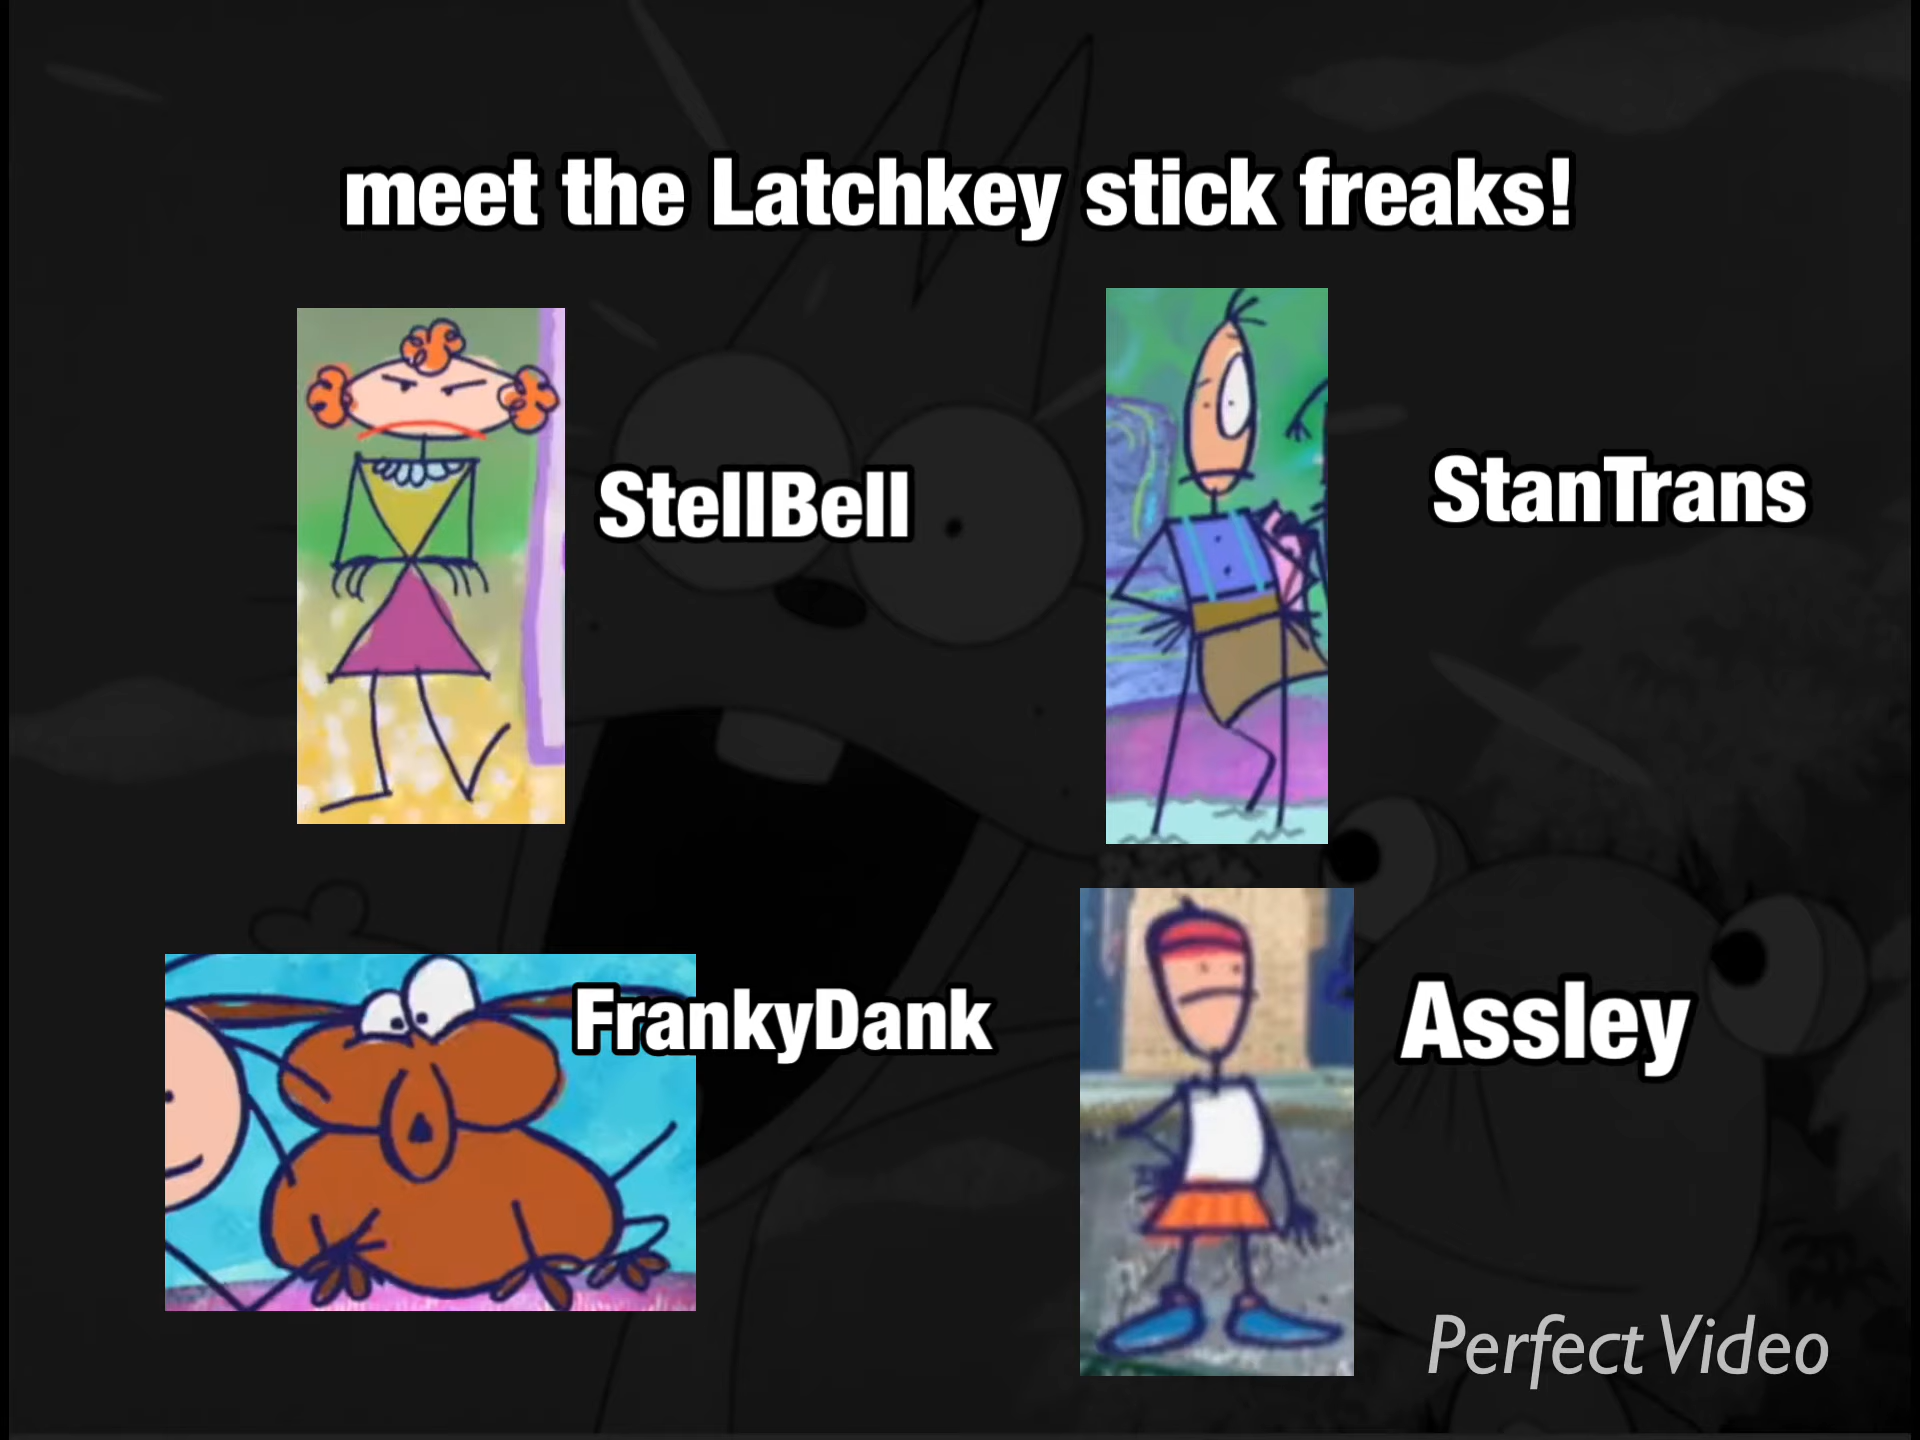 meet the Latchkey stick freaks!
StellBell
StanTrans
FrankyDank
Assley
Perfect Video